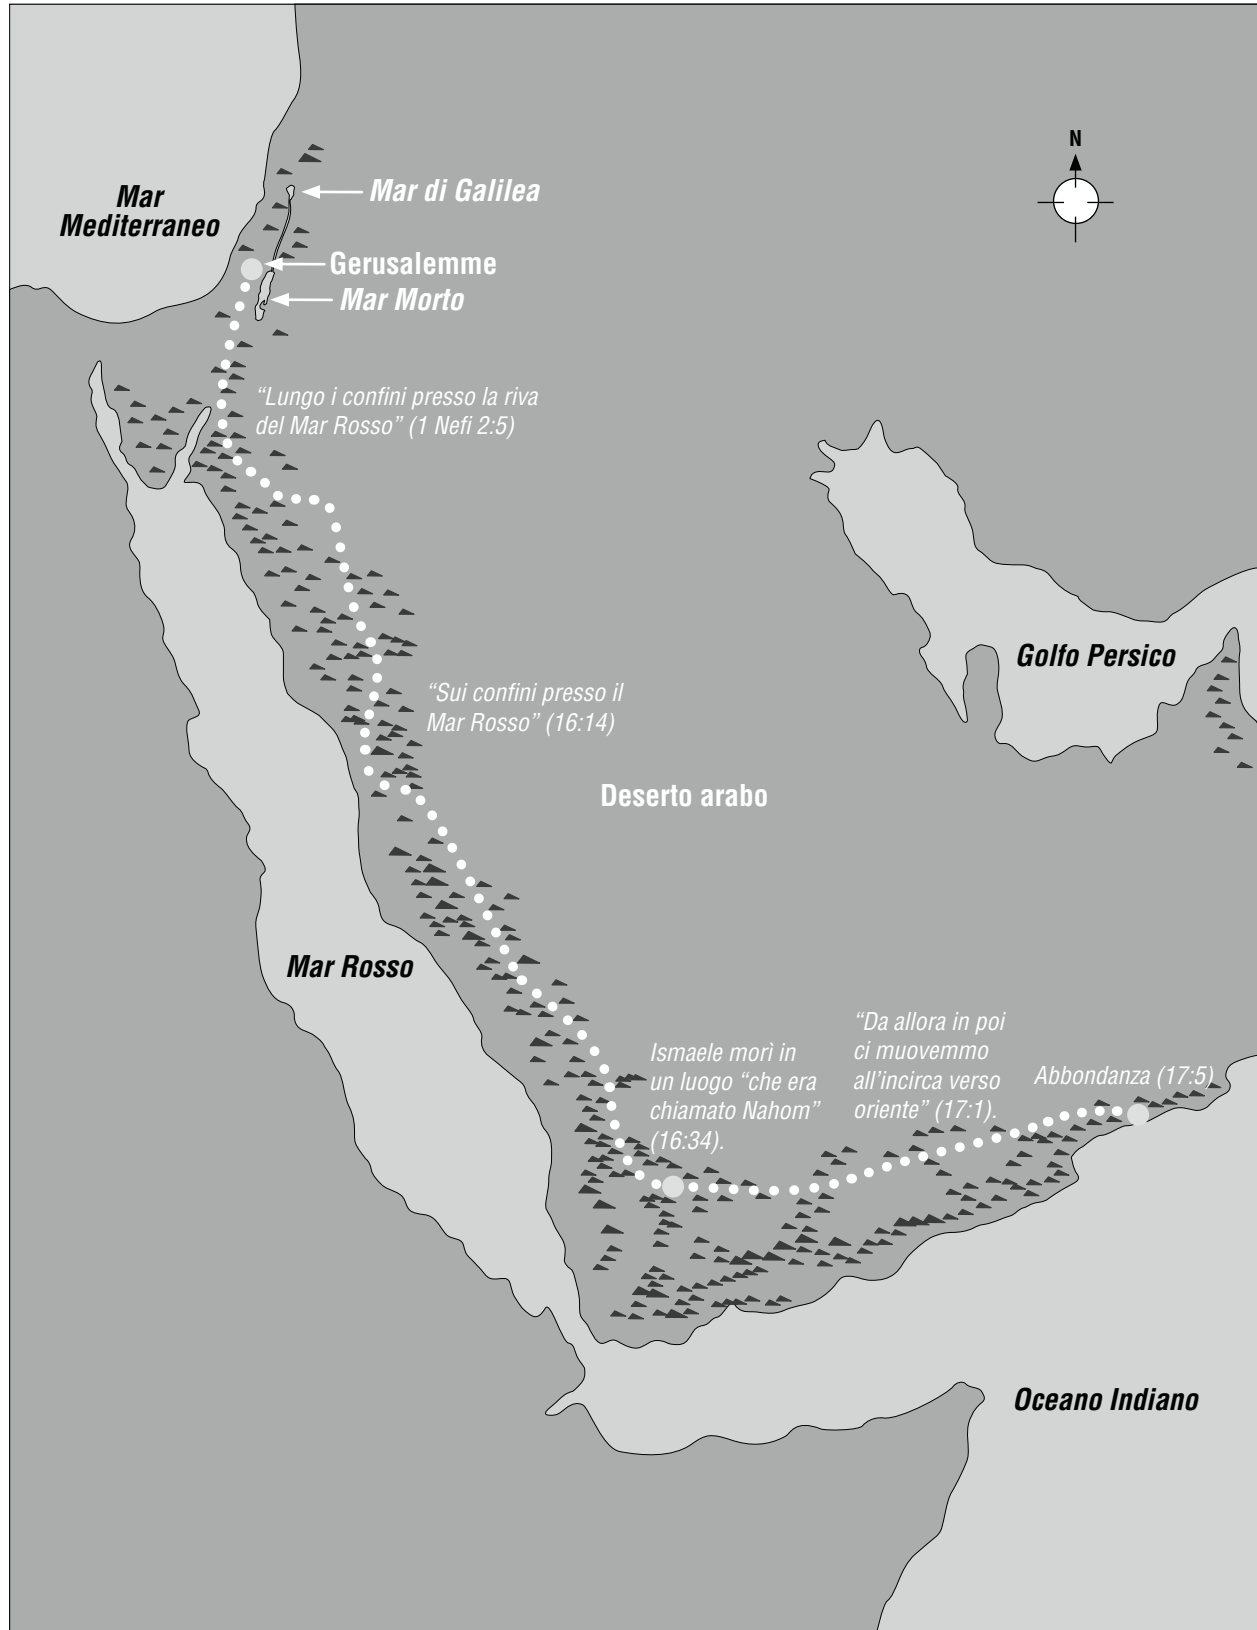 N
Mar
Mediterraneo
Mar di Galilea
Gerusalemme
Mar Morto
“Lungo i confini presso la riva
del Mar Rosso” (1 Nefi 2:5)
Golfo Persico
“Sui confini presso il
Mar Rosso” (16:14)
Deserto arabo
Mar Rosso
Ismaele morì in
un luogo “che era
chiamato Nahom”
(16:34).
“Da allora in poi
ci muovemmo
all’incirca verso
oriente” (17:1).
Abbondanza (17:5)
Oceano Indiano